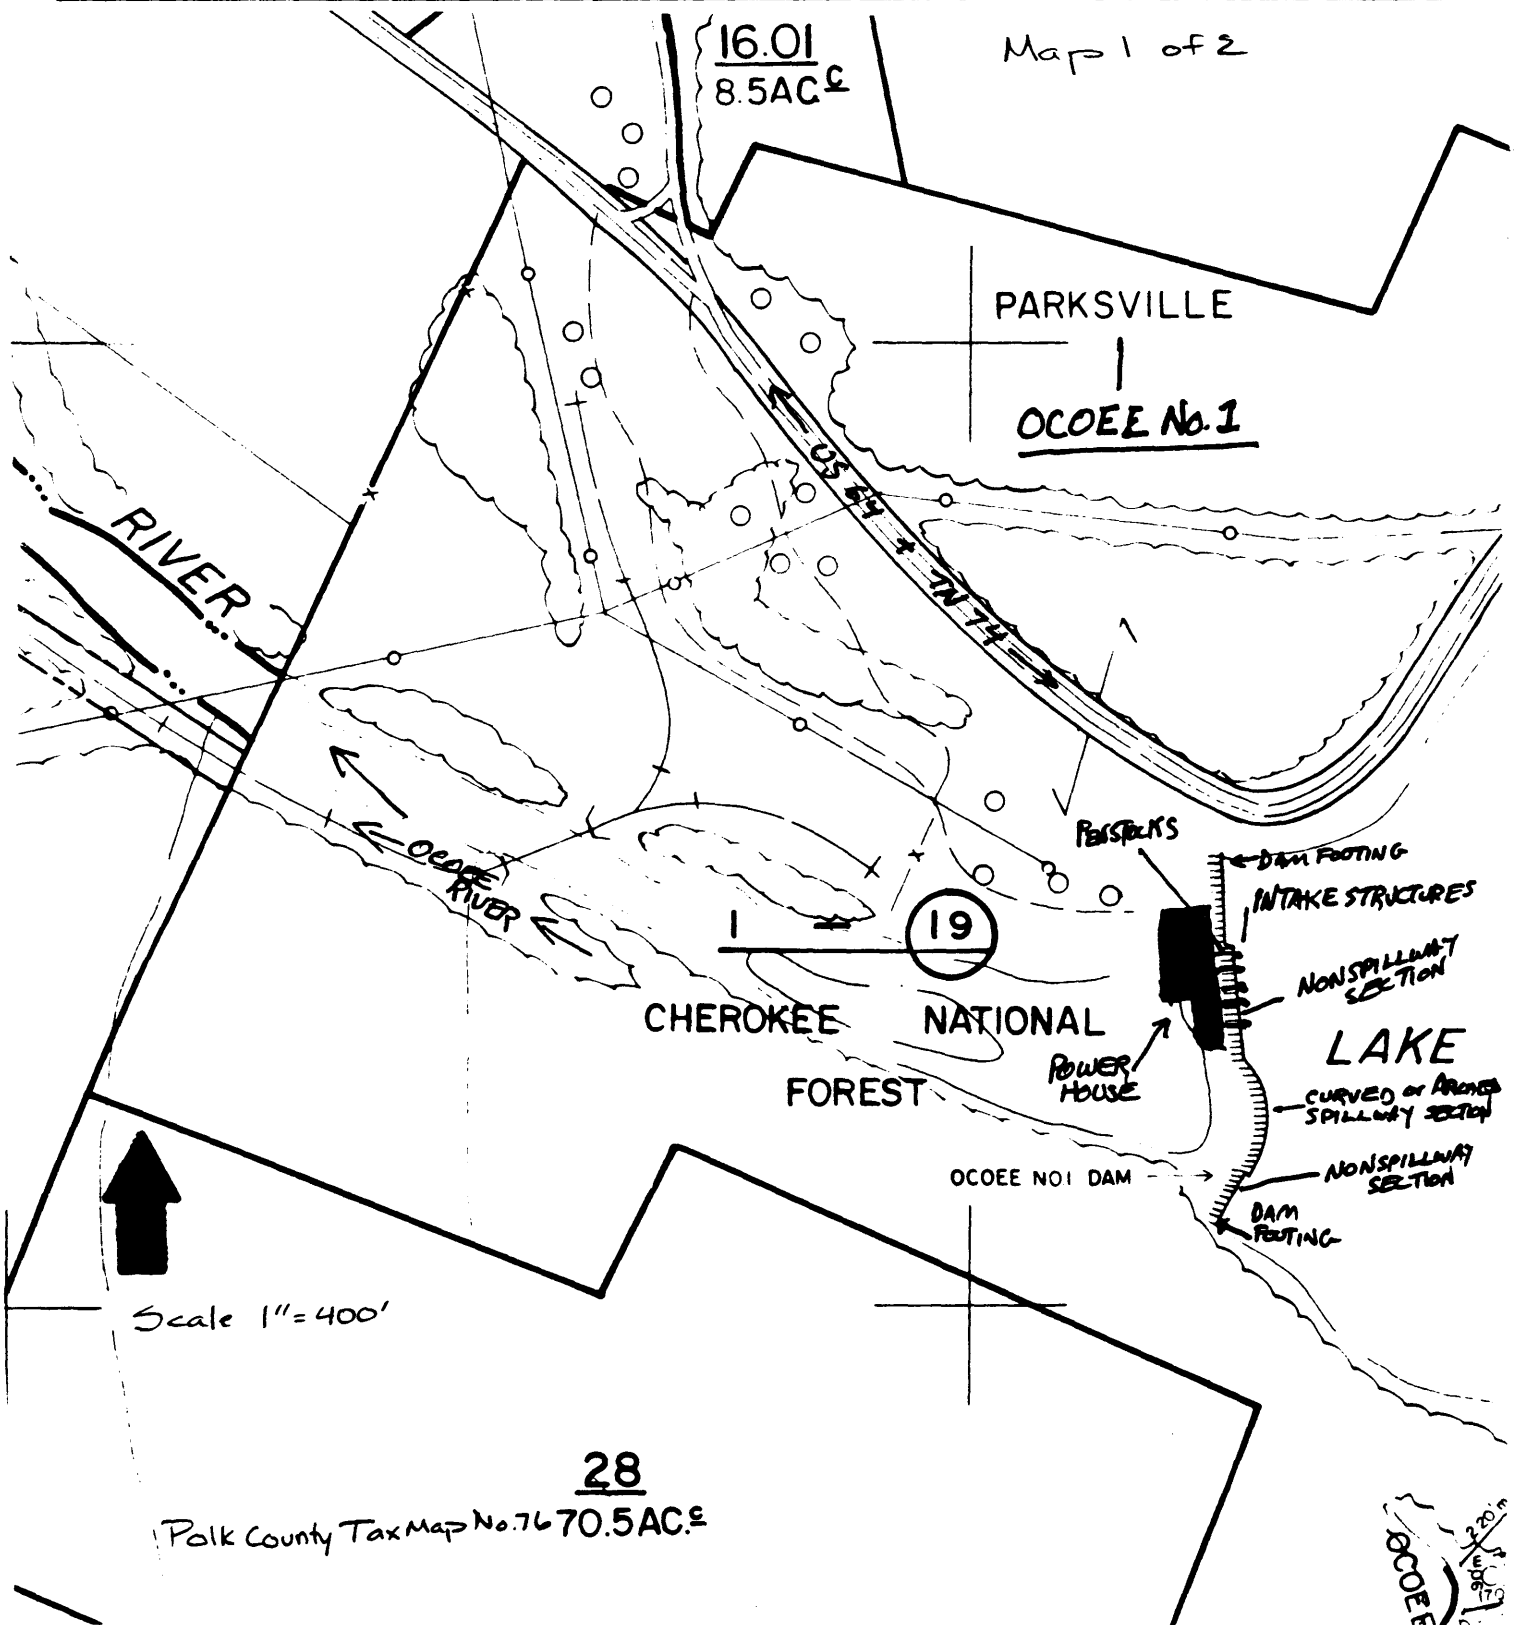 16.01
8.5AC.C
Map 1 of 2
PARKSVILLE
OCOEE No.1
US 64 + TN 74
RIVER
OCOEE
RIVER
PENSTOCKS
DAM FOOTING
INTAKE STRUCTURES
NONSPILLWAY
SECTION
1 - 19
CHEROKEE NATIONAL
FOREST
LAKE
POWER
HOUSE
CURVED or ARCHED
SPILLWAY SECTION
OCOEE NO1 DAM
NONSPILLWAY
SECTION
DAM
FOOTING
Scale 1"=400'
28
70.5AC.C
Polk County Tax Map No.76
OCOEE